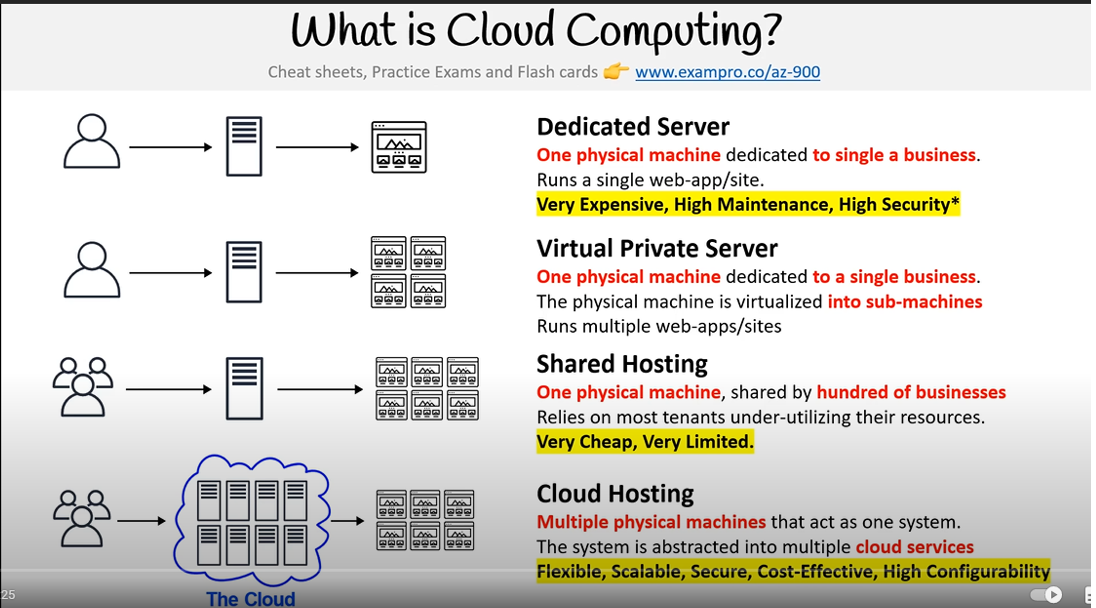 What is Cloud Computing?
Cheat sheets, Practice Exams and Flash cards 👉 www.exampro.co/az-900
Dedicated Server
One physical machine dedicated to single a business.
Runs a single web-app/site.
Very Expensive, High Maintenance, High Security*
Virtual Private Server
One physical machine dedicated to a single business.
The physical machine is virtualized into sub-machines
Runs multiple web-apps/sites
Shared Hosting
One physical machine, shared by hundred of businesses
Relies on most tenants under-utilizing their resources.
Very Cheap, Very Limited.
Cloud Hosting
Multiple physical machines that act as one system.
The system is abstracted into multiple cloud services
Flexible, Scalable, Secure, Cost-Effective, High Configurability
The Cloud
:25